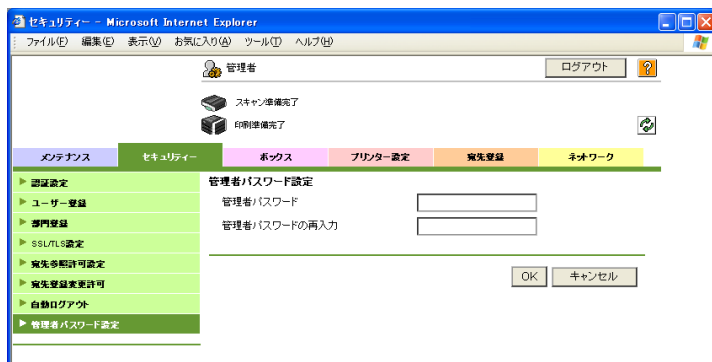 セキュリティー - Microsoft Internet Explorer
ファイル(F) 編集(E) 表示(V) お気に入り(A) ツール(T) ヘルプ(H)
管理者
ログアウト
?
スキャン準備完了
印刷準備完了
メンテナンス セキュリティー ボックス プリンター設定 宛先登録 ネットワーク
認証設定
ユーザー登録
部門登録
SSL/TLS設定
宛先参照許可設定
宛先登録変更許可
自動ログアウト
管理者パスワード設定
管理者パスワード設定
管理者パスワード
管理者パスワードの再入力
OK キャンセル